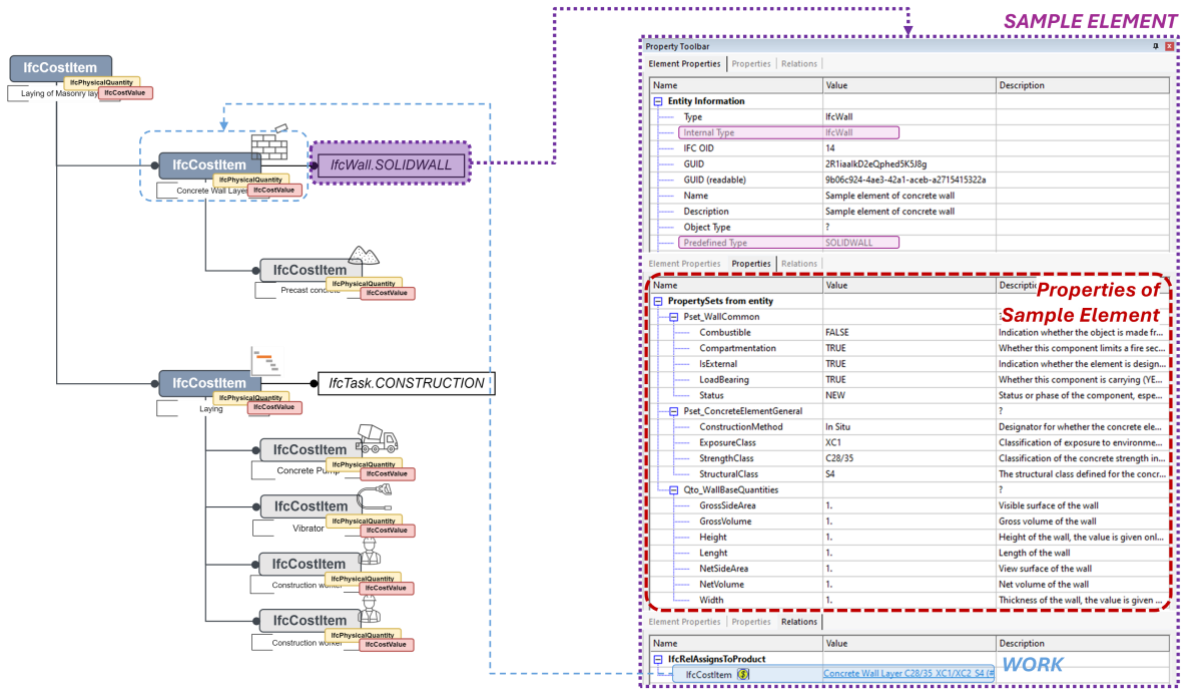 SAMPLE ELEMENT
IfcCostItem
IfcPhysicalQuantity
Laying of Masonry lay
IfcCostValue
IfcCostItem
IfcPhysicalQuantity
Concrete Wall Layer
IfcCostValue
IfcWall.SOLIDWALL
IfcCostItem
IfcPhysicalQuantity
Precast concre
IfcCostValue
IfcCostItem
IfcPhysicalQuantity
Laying
IfcCostValue
IfcTask.CONSTRUCTION
IfcCostItem
IfcPhysicalQuantity
Concrete Pump
IfcCostValue
IfcCostItem
IfcPhysicalQuantity
Vibrator
IfcCostValue
IfcCostItem
IfcPhysicalQuantity
Construction worker
IfcCostValue
IfcCostItem
IfcPhysicalQuantity
Construction worker
IfcCostValue
Property Toolbar
Element Properties Properties Relations
Name Value Description
Entity Information
Type IfcWall
Internal Type IfcWall
IFC OID 14
GUID 2R1iaalkD2eQphed5K5J8g
GUID (readable) 9b06c924-4ae3-42a1-aceb-a2715415322a
Name Sample element of concrete wall
Description Sample element of concrete wall
Object Type ?
Predefined Type SOLIDWALL
Element Properties Properties Relations
Name Value Descriptic
Properties of
Sample Element
PropertySets from entity
Pset_WallCommon ?
Combustible FALSE Indication whether the object is made fr...
Compartmentation TRUE Whether this component limits a fire sec...
IsExternal TRUE Indication whether the element is design...
LoadBearing TRUE Whether this component is carrying (YE...
Status NEW Status or phase of the component, espe...
Pset_ConcreteElementGeneral ?
ConstructionMethod In Situ Designator for whether the concrete ele...
ExposureClass XC1 Classification of exposure to environme...
StrengthClass C28/35 Classification of the concrete strength in...
StructuralClass S4 The structural class defined for the concr...
Qto_WallBaseQuantities ?
GrossSideArea 1. Visible surface of the wall
GrossVolume 1. Gross volume of the wall
Height 1. Height of the wall, the value is given onl...
Lenght 1. Length of the wall
NetSideArea 1. View surface of the wall
NetVolume 1. Net volume of the wall
Width 1. Thickness of the wall, the value is given ...
Element Properties Properties Relations
Name Value Description
IfcRelAssignsToProduct
IfcCostItem Concrete Wall Layer C28/35 XC1/XC2 S4 (#
WORK